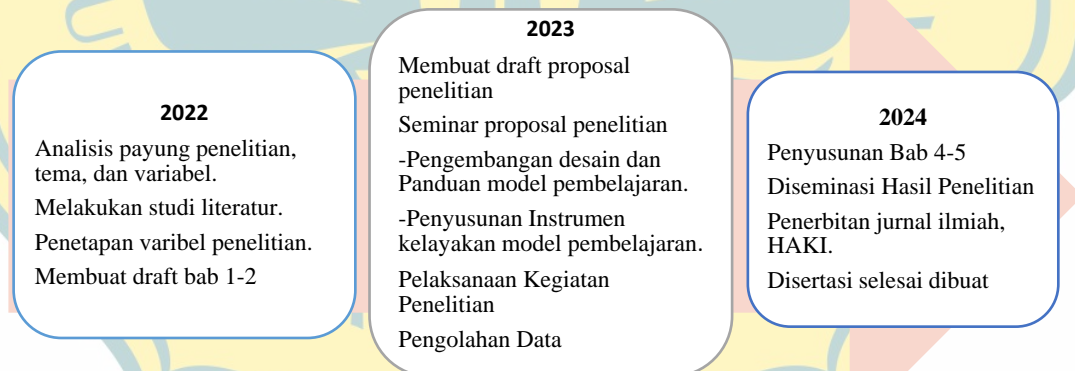 2022
Analisis payung penelitian,
tema, dan variabel.
Melakukan studi literatur.
Penetapan varibel penelitian.
Membuat draft bab 1-2
2023
Membuat draft proposal
penelitian
Seminar proposal penelitian
-Pengembangan desain dan
Panduan model pembelajaran.
-Penyusunan Instrumen
kelayakan model pembelajaran.
Pelaksanaan Kegiatan
Penelitian
Pengolahan Data
2024
Penyusunan Bab 4-5
Diseminasi Hasil Penelitian
Penerbitan jurnal ilmiah,
HAKI.
Disertasi selesai dibuat